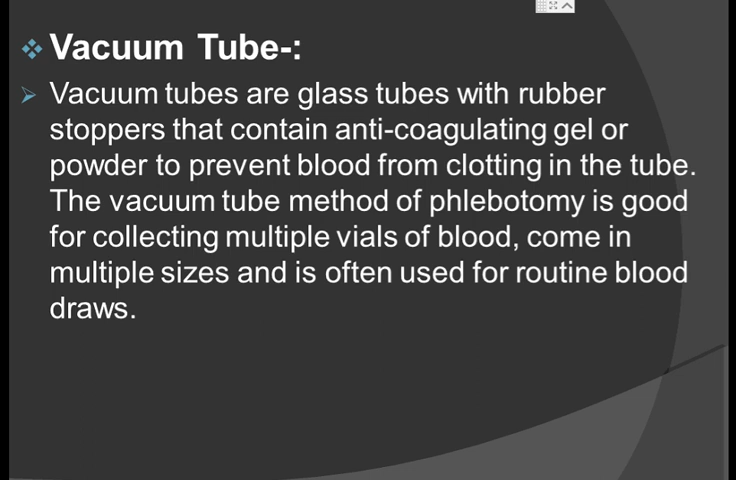 Vacuum Tube-:
Vacuum tubes are glass tubes with rubber
stoppers that contain anti-coagulating gel or
powder to prevent blood from clotting in the tube.
The vacuum tube method of phlebotomy is good
for collecting multiple vials of blood, come in
multiple sizes and is often used for routine blood
draws.